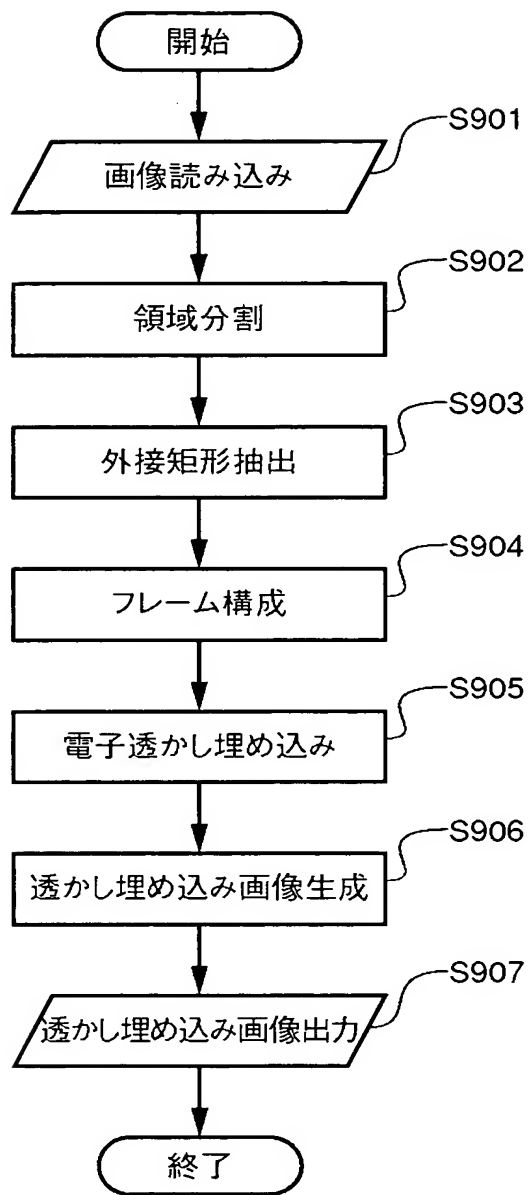 開始
S901
画像読み込み
S902
領域分割
S903
外接矩形抽出
S904
フレーム構成
S905
電子透かし埋め込み
S906
透かし埋め込み画像生成
S907
透かし埋め込み画像出力
終了